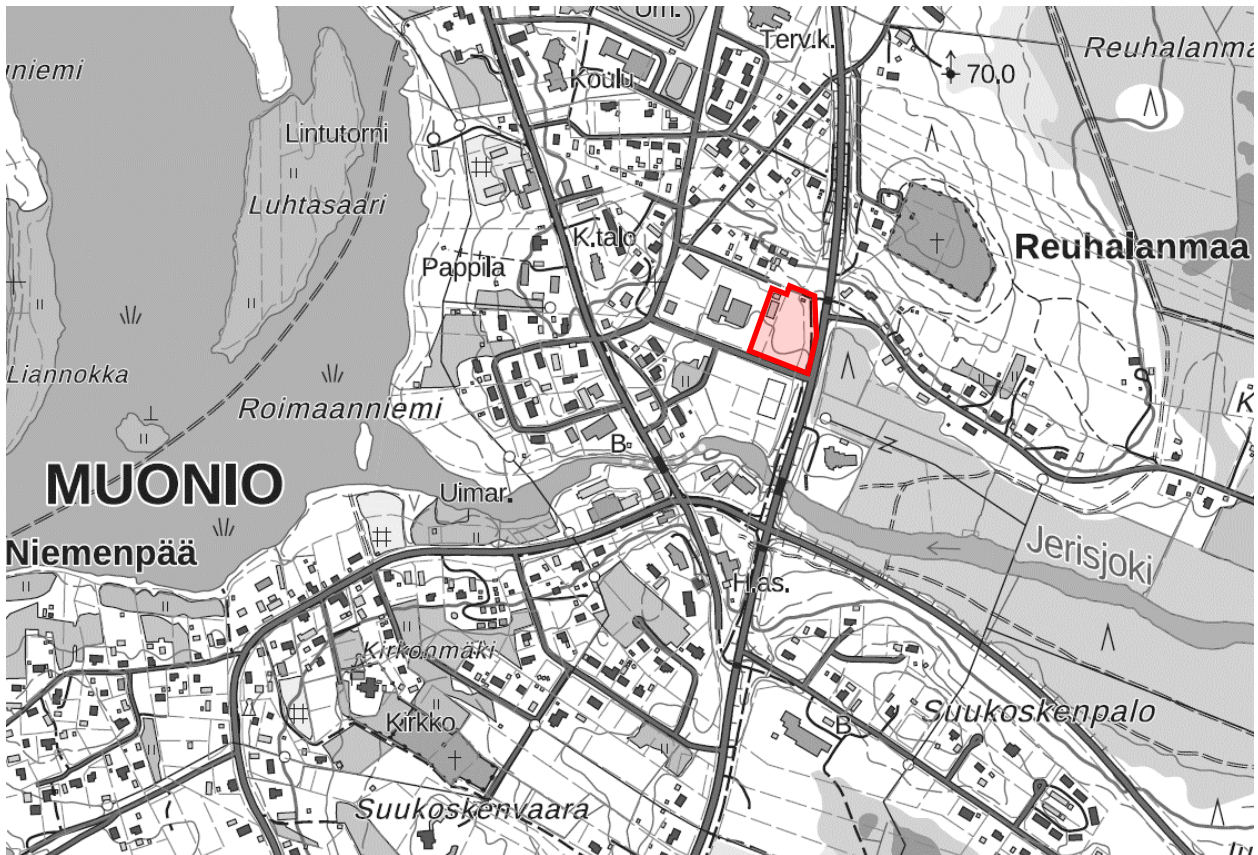 Urh.
Terv.k.
Reuhalanma
niemi
70.0
Koulu
Lintutorni
Luhtasaari
K.talo
Reuhalanmaa
Pappila
Liannokka
Roimaanniemi
K
B.
MUONIO
Uimar.
Niemenpää
Jerisjoki
H.as.
Kirkonmäki
Suukoskenpalo
Kirkko
B
Suukoskenvaara